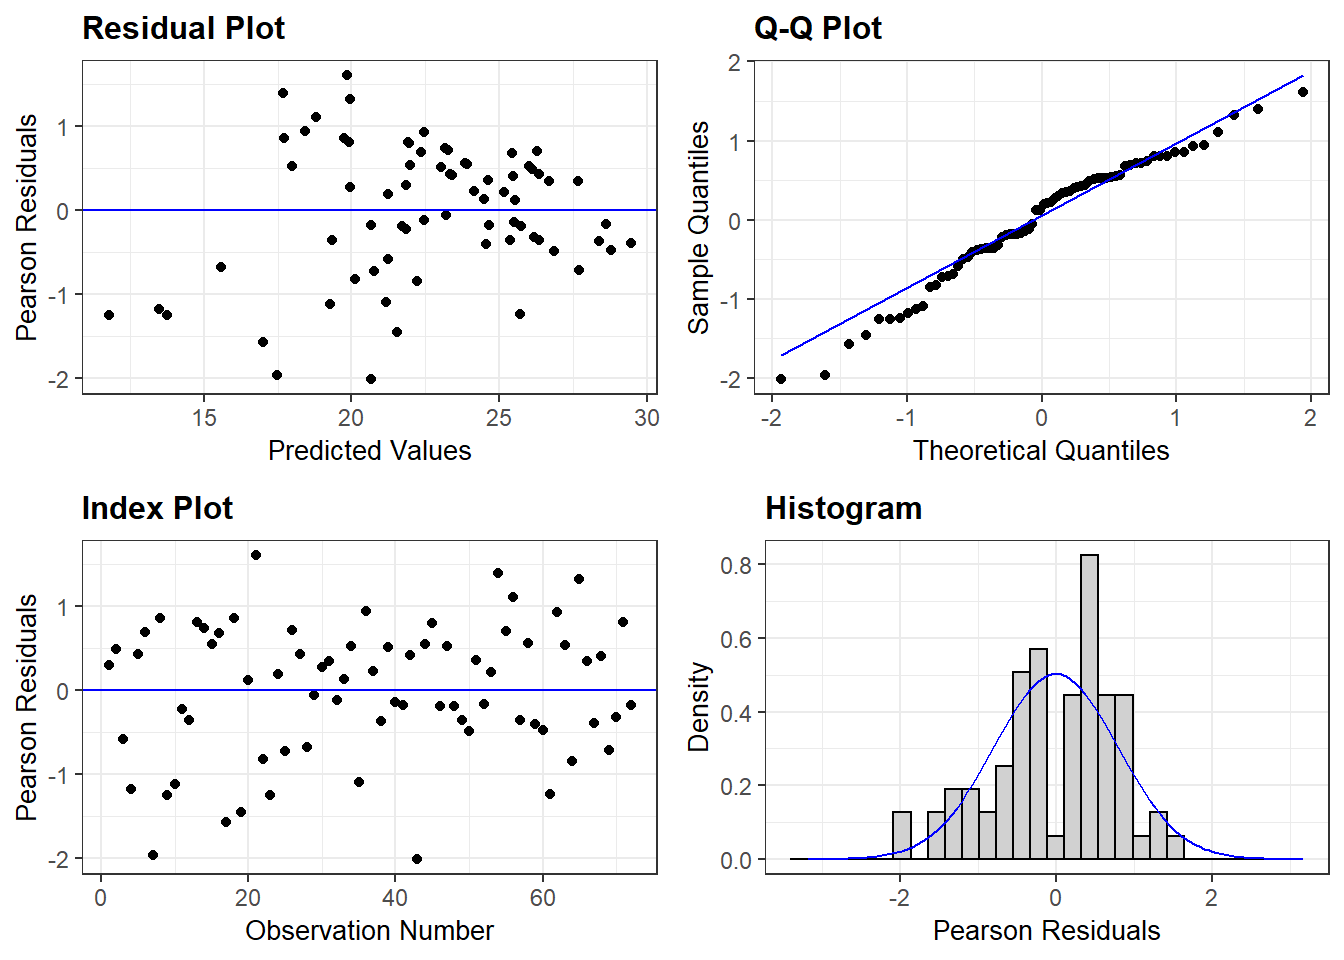 Residual Plot
Pearson Residuals
1
0
-1
-2
15 20 25 30
Predicted Values
Q-Q Plot
Sample Quantiles
2
1
0
-1
-2
-2 -1 0 1 2
Theoretical Quantiles
Index Plot
Pearson Residuals
1
0
-1
-2
0 20 40 60
Observation Number
Histogram
Density
0.8
0.6
0.4
0.2
0.0
-2 0 2
Pearson Residuals